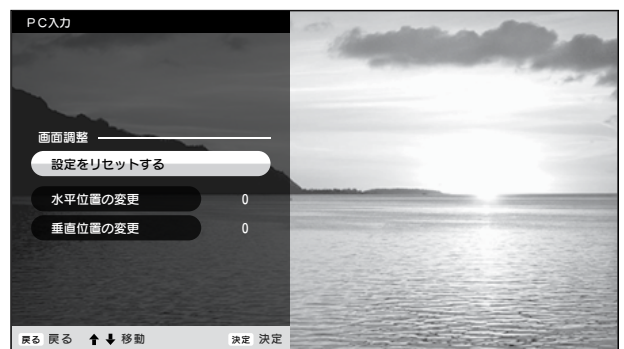 PC入力
画面調整
設定をリセットする
水平位置の変更 0
垂直位置の変更 0
戻る 戻る ↑↓ 移動 決定 決定